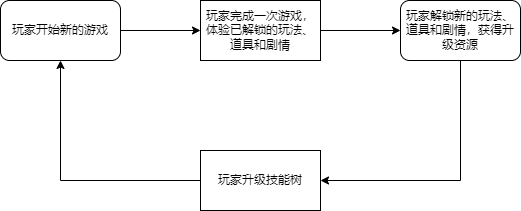 玩家开始新的游戏
玩家完成一次游戏，
体验已解锁的玩法、
道具和剧情
玩家解锁新的玩法、
道具和剧情，获得升
级资源
玩家升级技能树